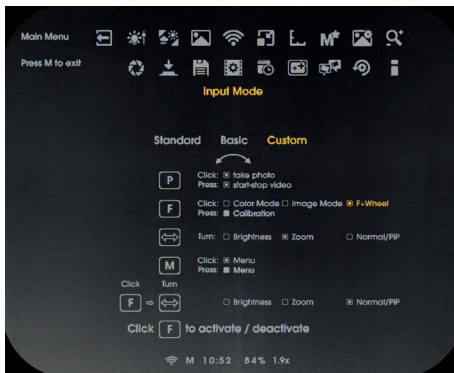 Main Menu
Press M to exit
M
Input Mode
Standard Basic Custom
P Click: take photo
Press: start-stop video
F Click: Color Mode Image Mode F+Wheel
Press: Calibration
Turn: Brightness Zoom Normal/PiP
M Click: Menu
Press: Menu
Click Turn
F Brightness Zoom Normal/PiP
Click F to activate / deactivate
M 10:52 84% 1.9x